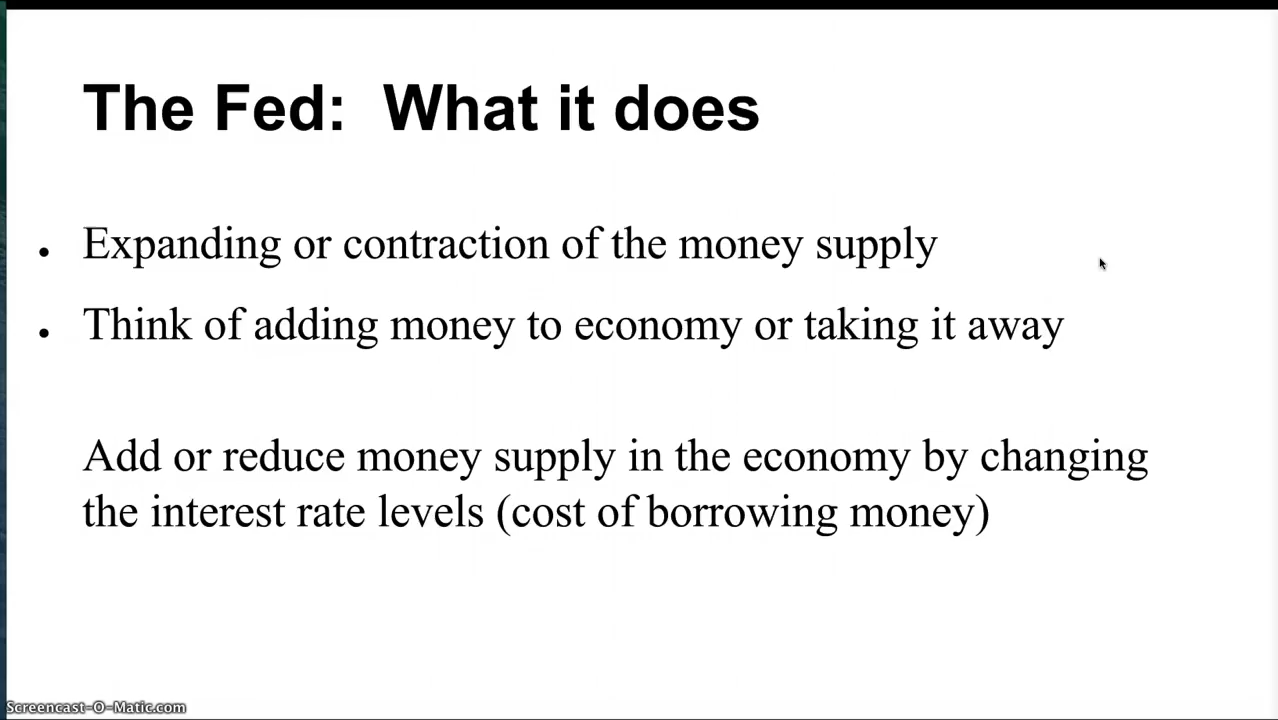 The Fed:  What it does
• Expanding or contraction of the money supply
• Think of adding money to economy or taking it away
Add or reduce money supply in the economy by changing
the interest rate levels (cost of borrowing money)
Screencast-O-Matic.com